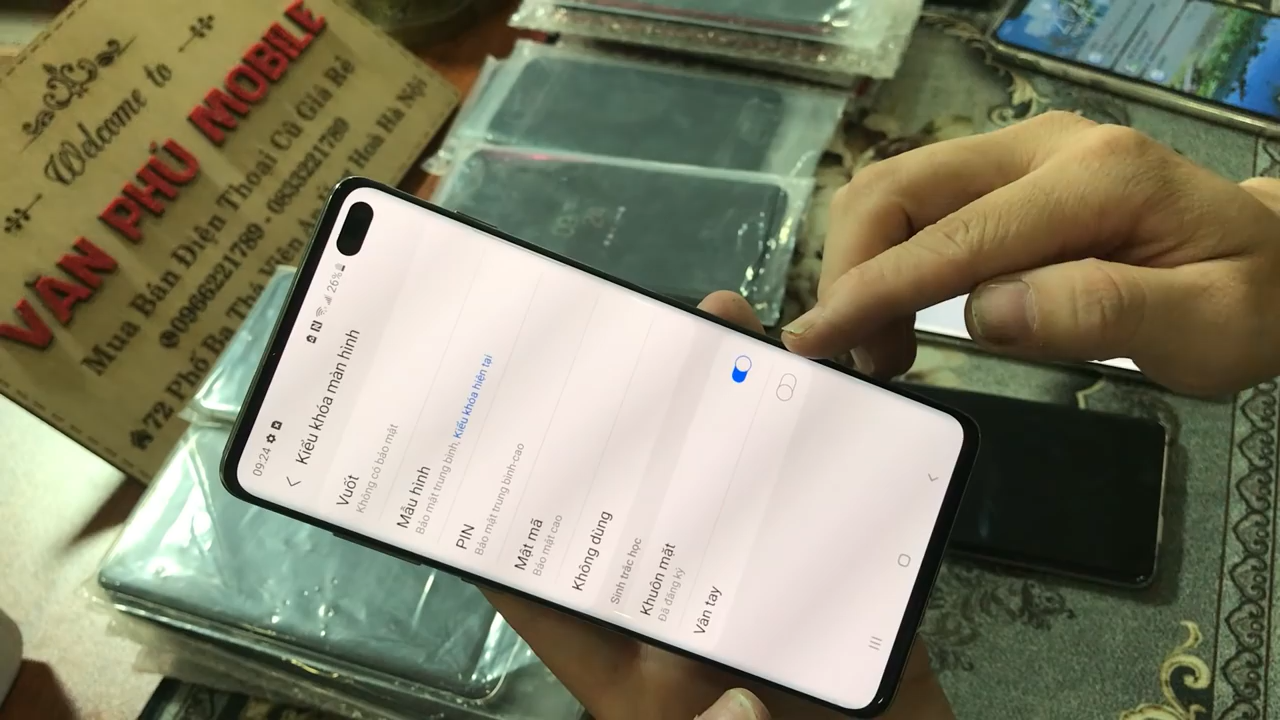 Welcome to
VĂN PHÚ MOBILE
Mua Bán Điện Thoại Cũ Giá Rẻ
0966221789 - 0833221789
72 Phố Ba Thá Viên An Hoà Hà Nội
09:24
26%
Kiểu khóa màn hình
Vuốt
Không có bảo mật
Mẫu hình
Bảo mật trung bình, Kiểu khóa hiện tại
PIN
Bảo mật trung bình-cao
Mật mã
Bảo mật cao
Không dùng
Sinh trắc học
Khuôn mặt
Đã đăng ký
Vân tay